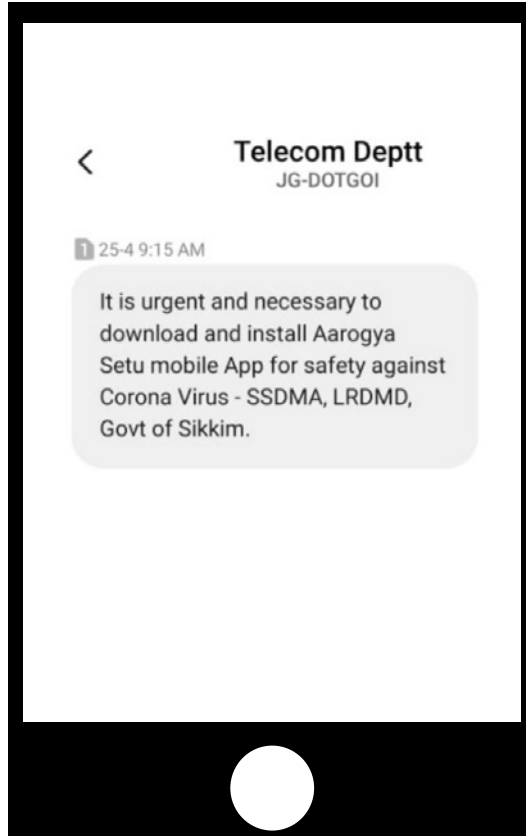 Telecom Deptt
JG-DOTGOI
1 25-4 9:15 AM
It is urgent and necessary to
download and install Aarogya
Setu mobile App for safety against
Corona Virus - SSDMA, LRDMD,
Govt of Sikkim.